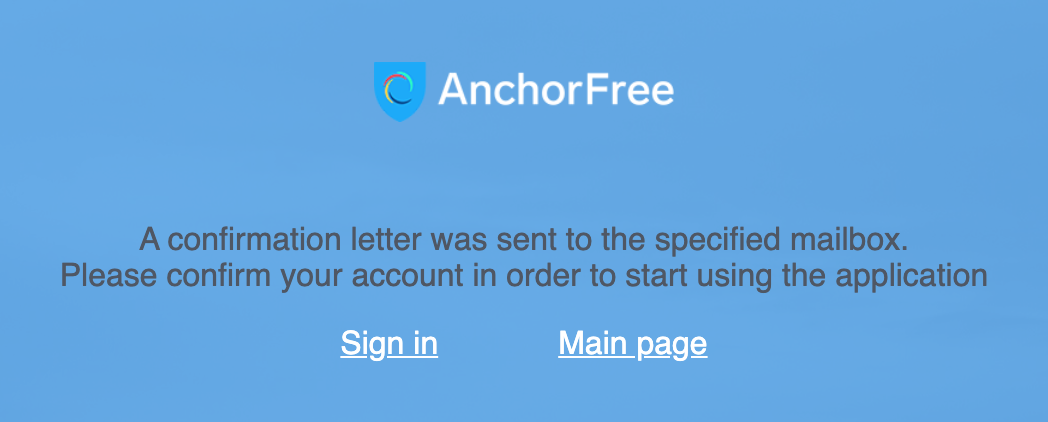 AnchorFree
A confirmation letter was sent to the specified mailbox.
Please confirm your account in order to start using the application
Sign in Main page